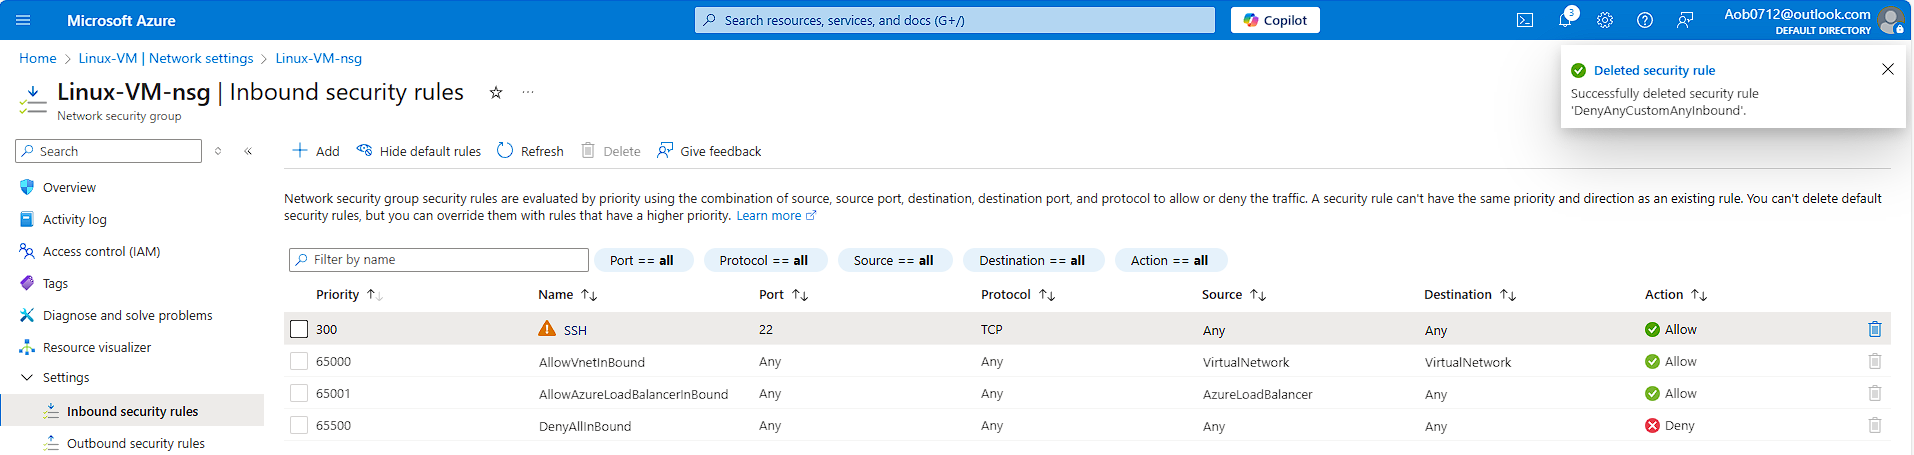 Microsoft Azure
Search resources, services, and docs (G+/)
Copilot
3
Aob0712@outlook.com
DEFAULT DIRECTORY
Home > Linux-VM | Network settings > Linux-VM-nsg
Deleted security rule
Successfully deleted security rule
'DenyAnyCustomAnyInbound'.
Linux-VM-nsg | Inbound security rules
Network security group
Search
Add Hide default rules Refresh Delete Give feedback
Overview
Activity log
Access control (IAM)
Tags
Diagnose and solve problems
Resource visualizer
Settings
Inbound security rules
Outbound security rules
Network security group security rules are evaluated by priority using the combination of source, source port, destination, destination port, and protocol to allow or deny the traffic. A security rule can't have the same priority and direction as an existing rule. You can't delete default
security rules, but you can override them with rules that have a higher priority. Learn more
Filter by name Port == all Protocol == all Source == all Destination == all Action == all
Priority Name Port Protocol Source Destination Action
300 SSH 22 TCP Any Any Allow
65000 AllowVnetInBound Any Any VirtualNetwork VirtualNetwork Allow
65001 AllowAzureLoadBalancerInBound Any Any AzureLoadBalancer Any Allow
65500 DenyAllInBound Any Any Any Any Deny